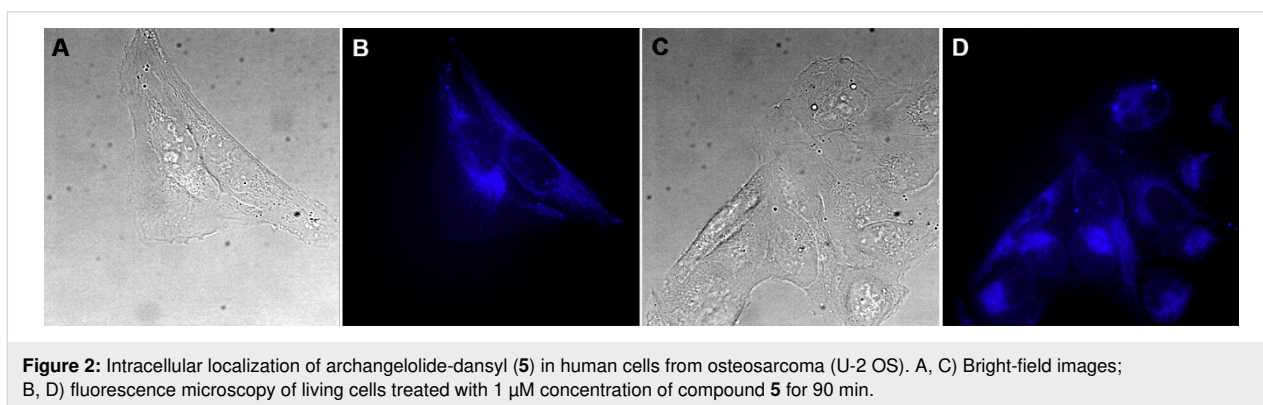 A B C D
Figure 2: Intracellular localization of archangelolide-dansyl (5) in human cells from osteosarcoma (U-2 OS). A, C) Bright-field images;
B, D) fluorescence microscopy of living cells treated with 1 μM concentration of compound 5 for 90 min.